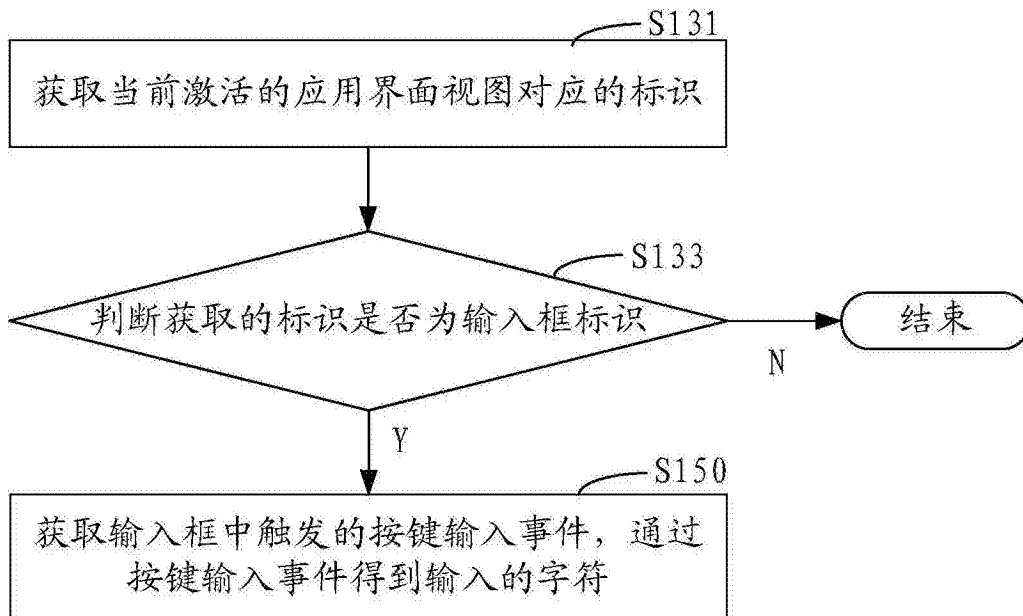 S131
获取当前激活的应用界面视图对应的标识
S133
判断获取的标识是否为输入框标识
结束
N
Y
S150
获取输入框中触发的按键输入事件，通过
按键输入事件得到输入的字符